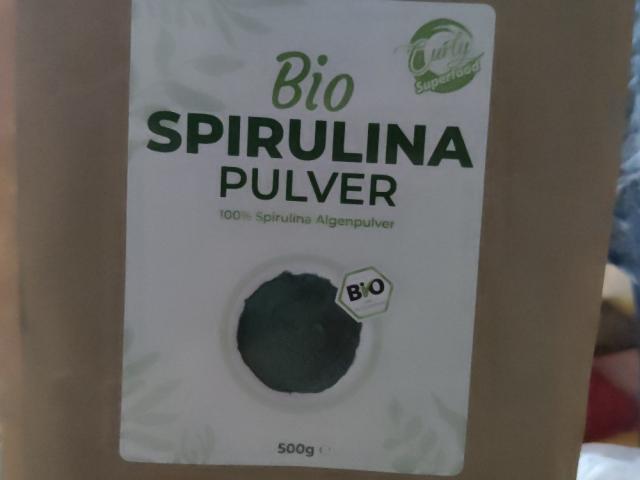 Curly
Superfood
Bio
SPIRULINA
PULVER
100% Spirulina Algenpulver
BIO
500g ℮